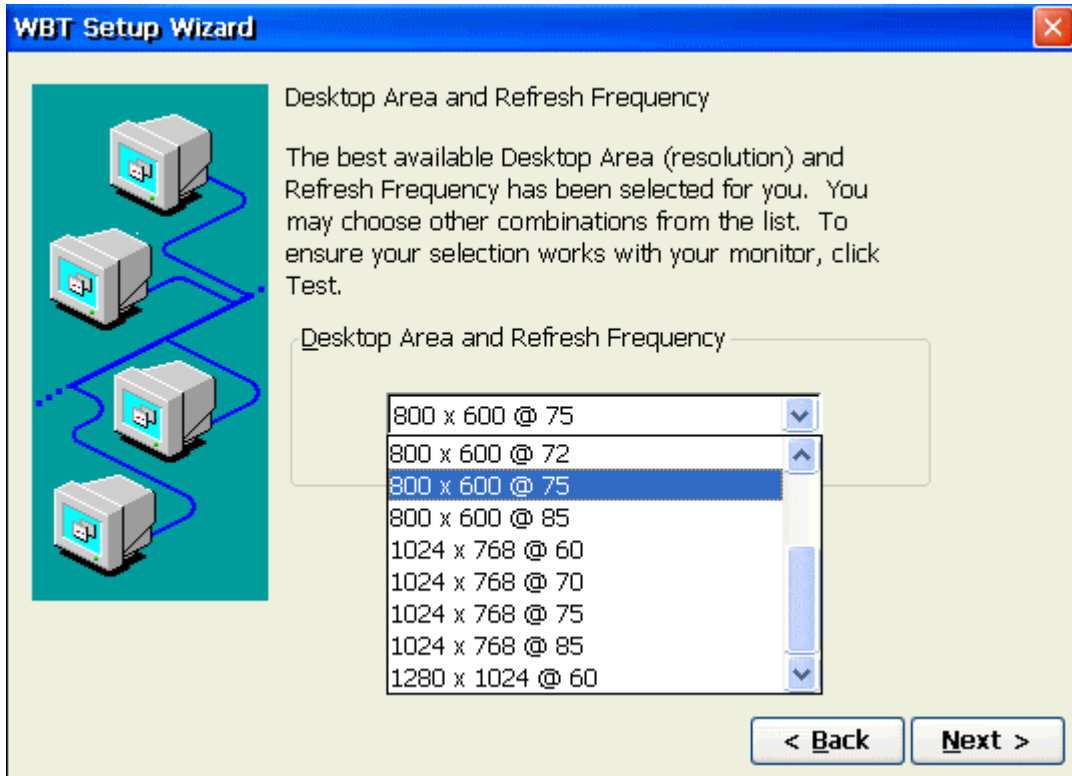 WBT Setup Wizard
Desktop Area and Refresh Frequency
The best available Desktop Area (resolution) and
Refresh Frequency has been selected for you. You
may choose other combinations from the list. To
ensure your selection works with your monitor, click
Test.
Desktop Area and Refresh Frequency
800 x 600 @ 75
800 x 600 @ 72
800 x 600 @ 75
800 x 600 @ 85
1024 x 768 @ 60
1024 x 768 @ 70
1024 x 768 @ 75
1024 x 768 @ 85
1280 x 1024 @ 60
< Back Next >